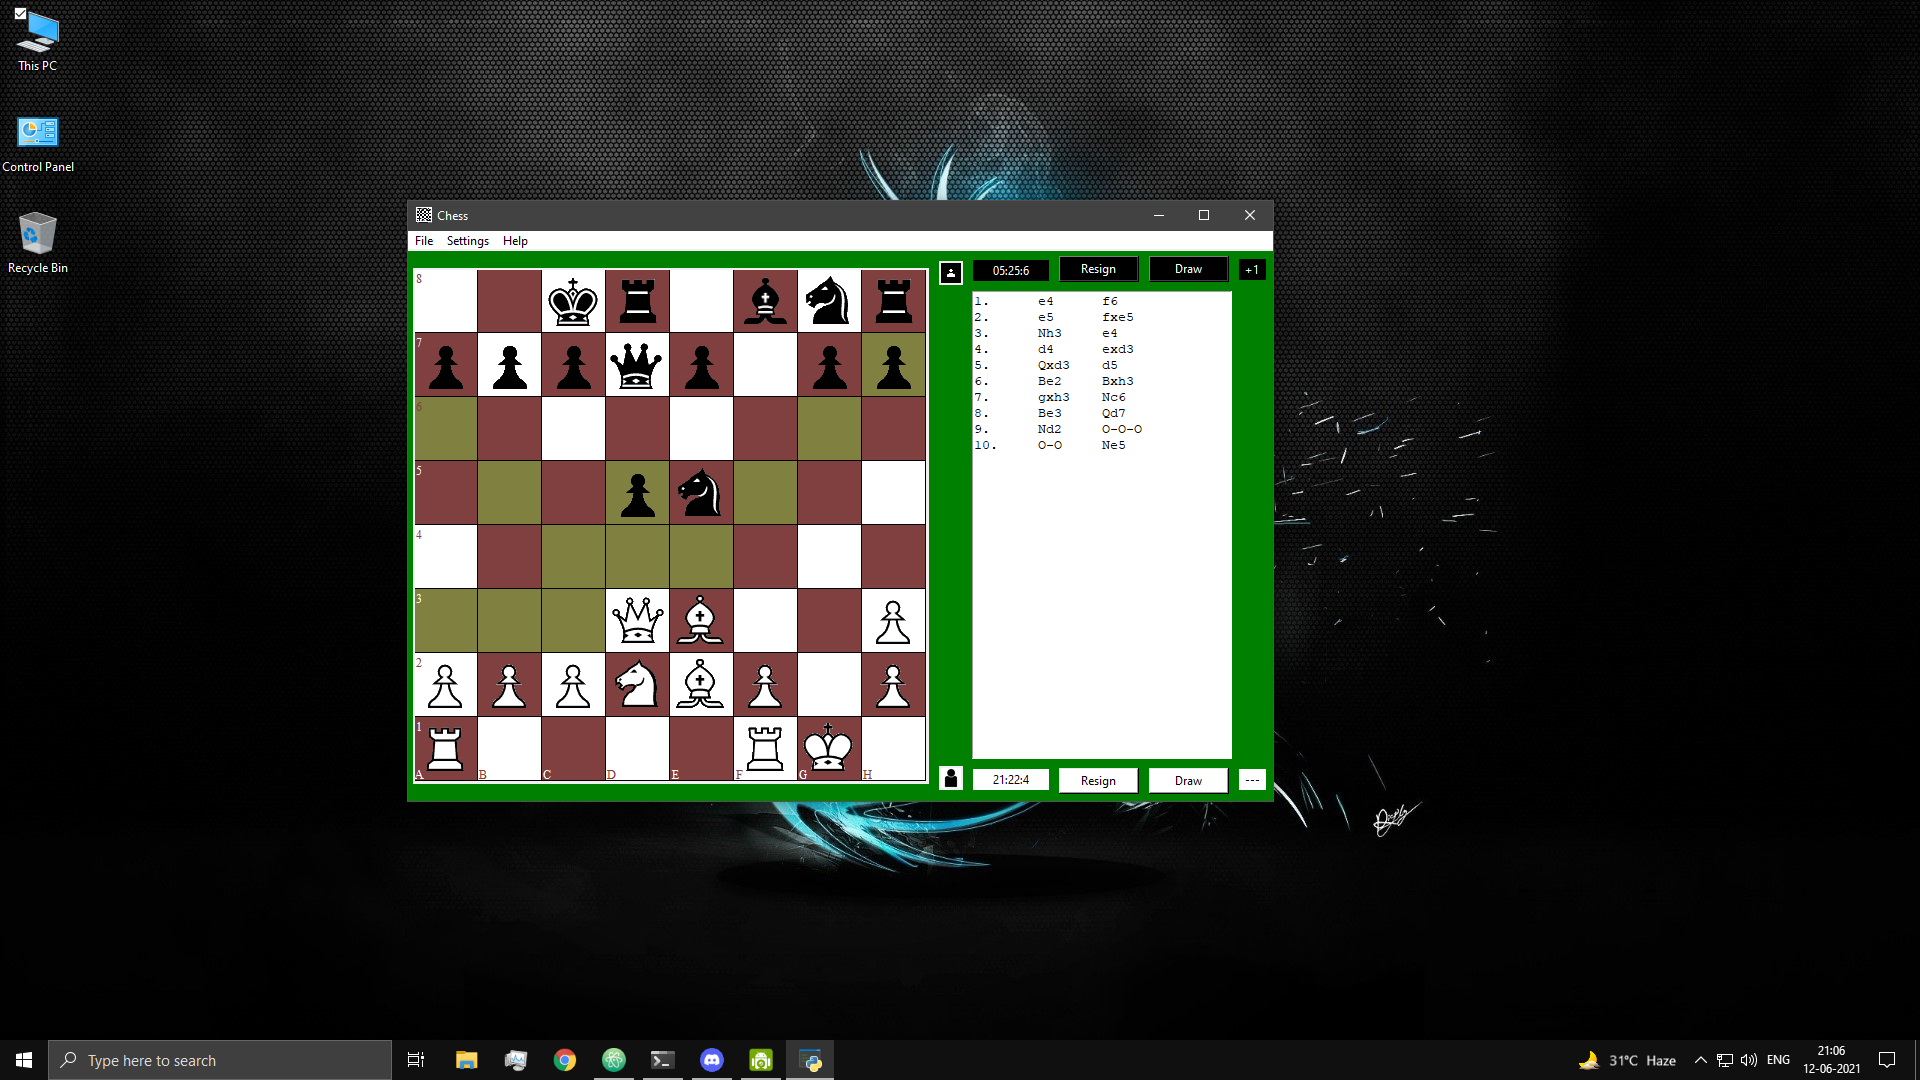 This PC
Control Panel
Recycle Bin
Chess
File Settings Help
05:25:6 Resign Draw +1
1. e4 f6
2. e5 fxe5
3. Nh3 e4
4. d4 exd3
5. Qxd3 d5
6. Be2 Bxh3
7. gxh3 Nc6
8. Be3 Qd7
9. Nd2 O-O-O
10. O-O Ne5
8
7
6
5
4
3
2
1
A B C D E F G H
21:22:4 Resign Draw ---
Type here to search
31°C Haze
ENG
21:06
12-06-2021